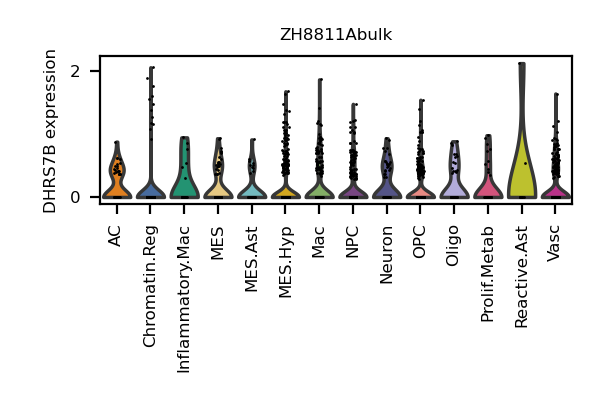 ZH8811Abulk
DHRS7B expression
2
0
AC
Chromatin.Reg
Inflammatory.Mac
MES
MES.Ast
MES.Hyp
Mac
NPC
Neuron
OPC
Oligo
Prolif.Metab
Reactive.Ast
Vasc